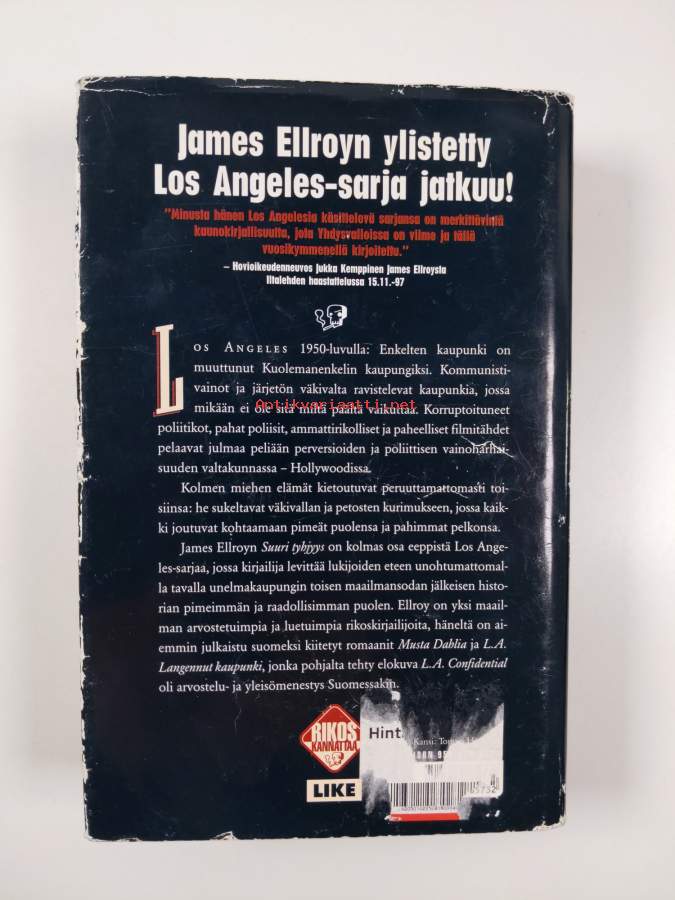 James Ellroyn ylistetty
Los Angeles-sarja jatkuu!
"Minusta hänen Los Angelesia käsittelevä sarjansa on merkittävintä
kaunokirjallisuutta, jota Yhdysvalloissa on viime ja tällä
vuosikymmenellä kirjoitettu."
– Hovioikeudenneuvos Jukka Kemppinen James Ellroysta
Iltalehden haastattelussa 15.11.-97
LOS ANGELES 1950-luvulla: Enkelten kaupunki on
muuttunut Kuolemanenkelin kaupungiksi. Kommunisti-
vainot ja järjetön väkivalta ravistelevat kaupunkia, jossa
mikään ei ole sitä miltä päältä vaikuttaa. Korruptoituneet
Antikvariaatti.net
poliitikot, pahat poliisit, ammattirikolliset ja paheelliset filmitähdet
pelaavat julmaa peliään perversioiden ja poliittisen vainoharhai-
suuden valtakunnassa – Hollywoodissa.
Kolmen miehen elämät kietoutuvat peruuttamattomasti toi-
siinsa: he sukeltavat väkivallan ja petosten kurimukseen, jossa kaik-
ki joutuvat kohtaamaan pimeät puolensa ja pahimmat pelkonsa.
James Ellroyn Suuri tyhjyys on kolmas osa eeppistä Los Ange-
les-sarjaa, jossa kirjailija levittää lukijoiden eteen unohtumattomal-
la tavalla unelmakaupungin toisen maailmansodan jälkeisen histo-
rian pimeimmän ja raadollisimman puolen. Ellroy on yksi maail-
man arvostetuimpia ja luetuimpia rikoskirjailijoita, häneltä on ai-
emmin julkaistu suomeksi kiitetyt romaanit Musta Dahlia ja L.A.
Langennut kaupunki, jonka pohjalta tehty elokuva L.A. Confidential
oli arvostelu- ja yleisömenestys Suomessakin.
RIKOS
KANNATTAA
LIKE
Hint
Kansi: